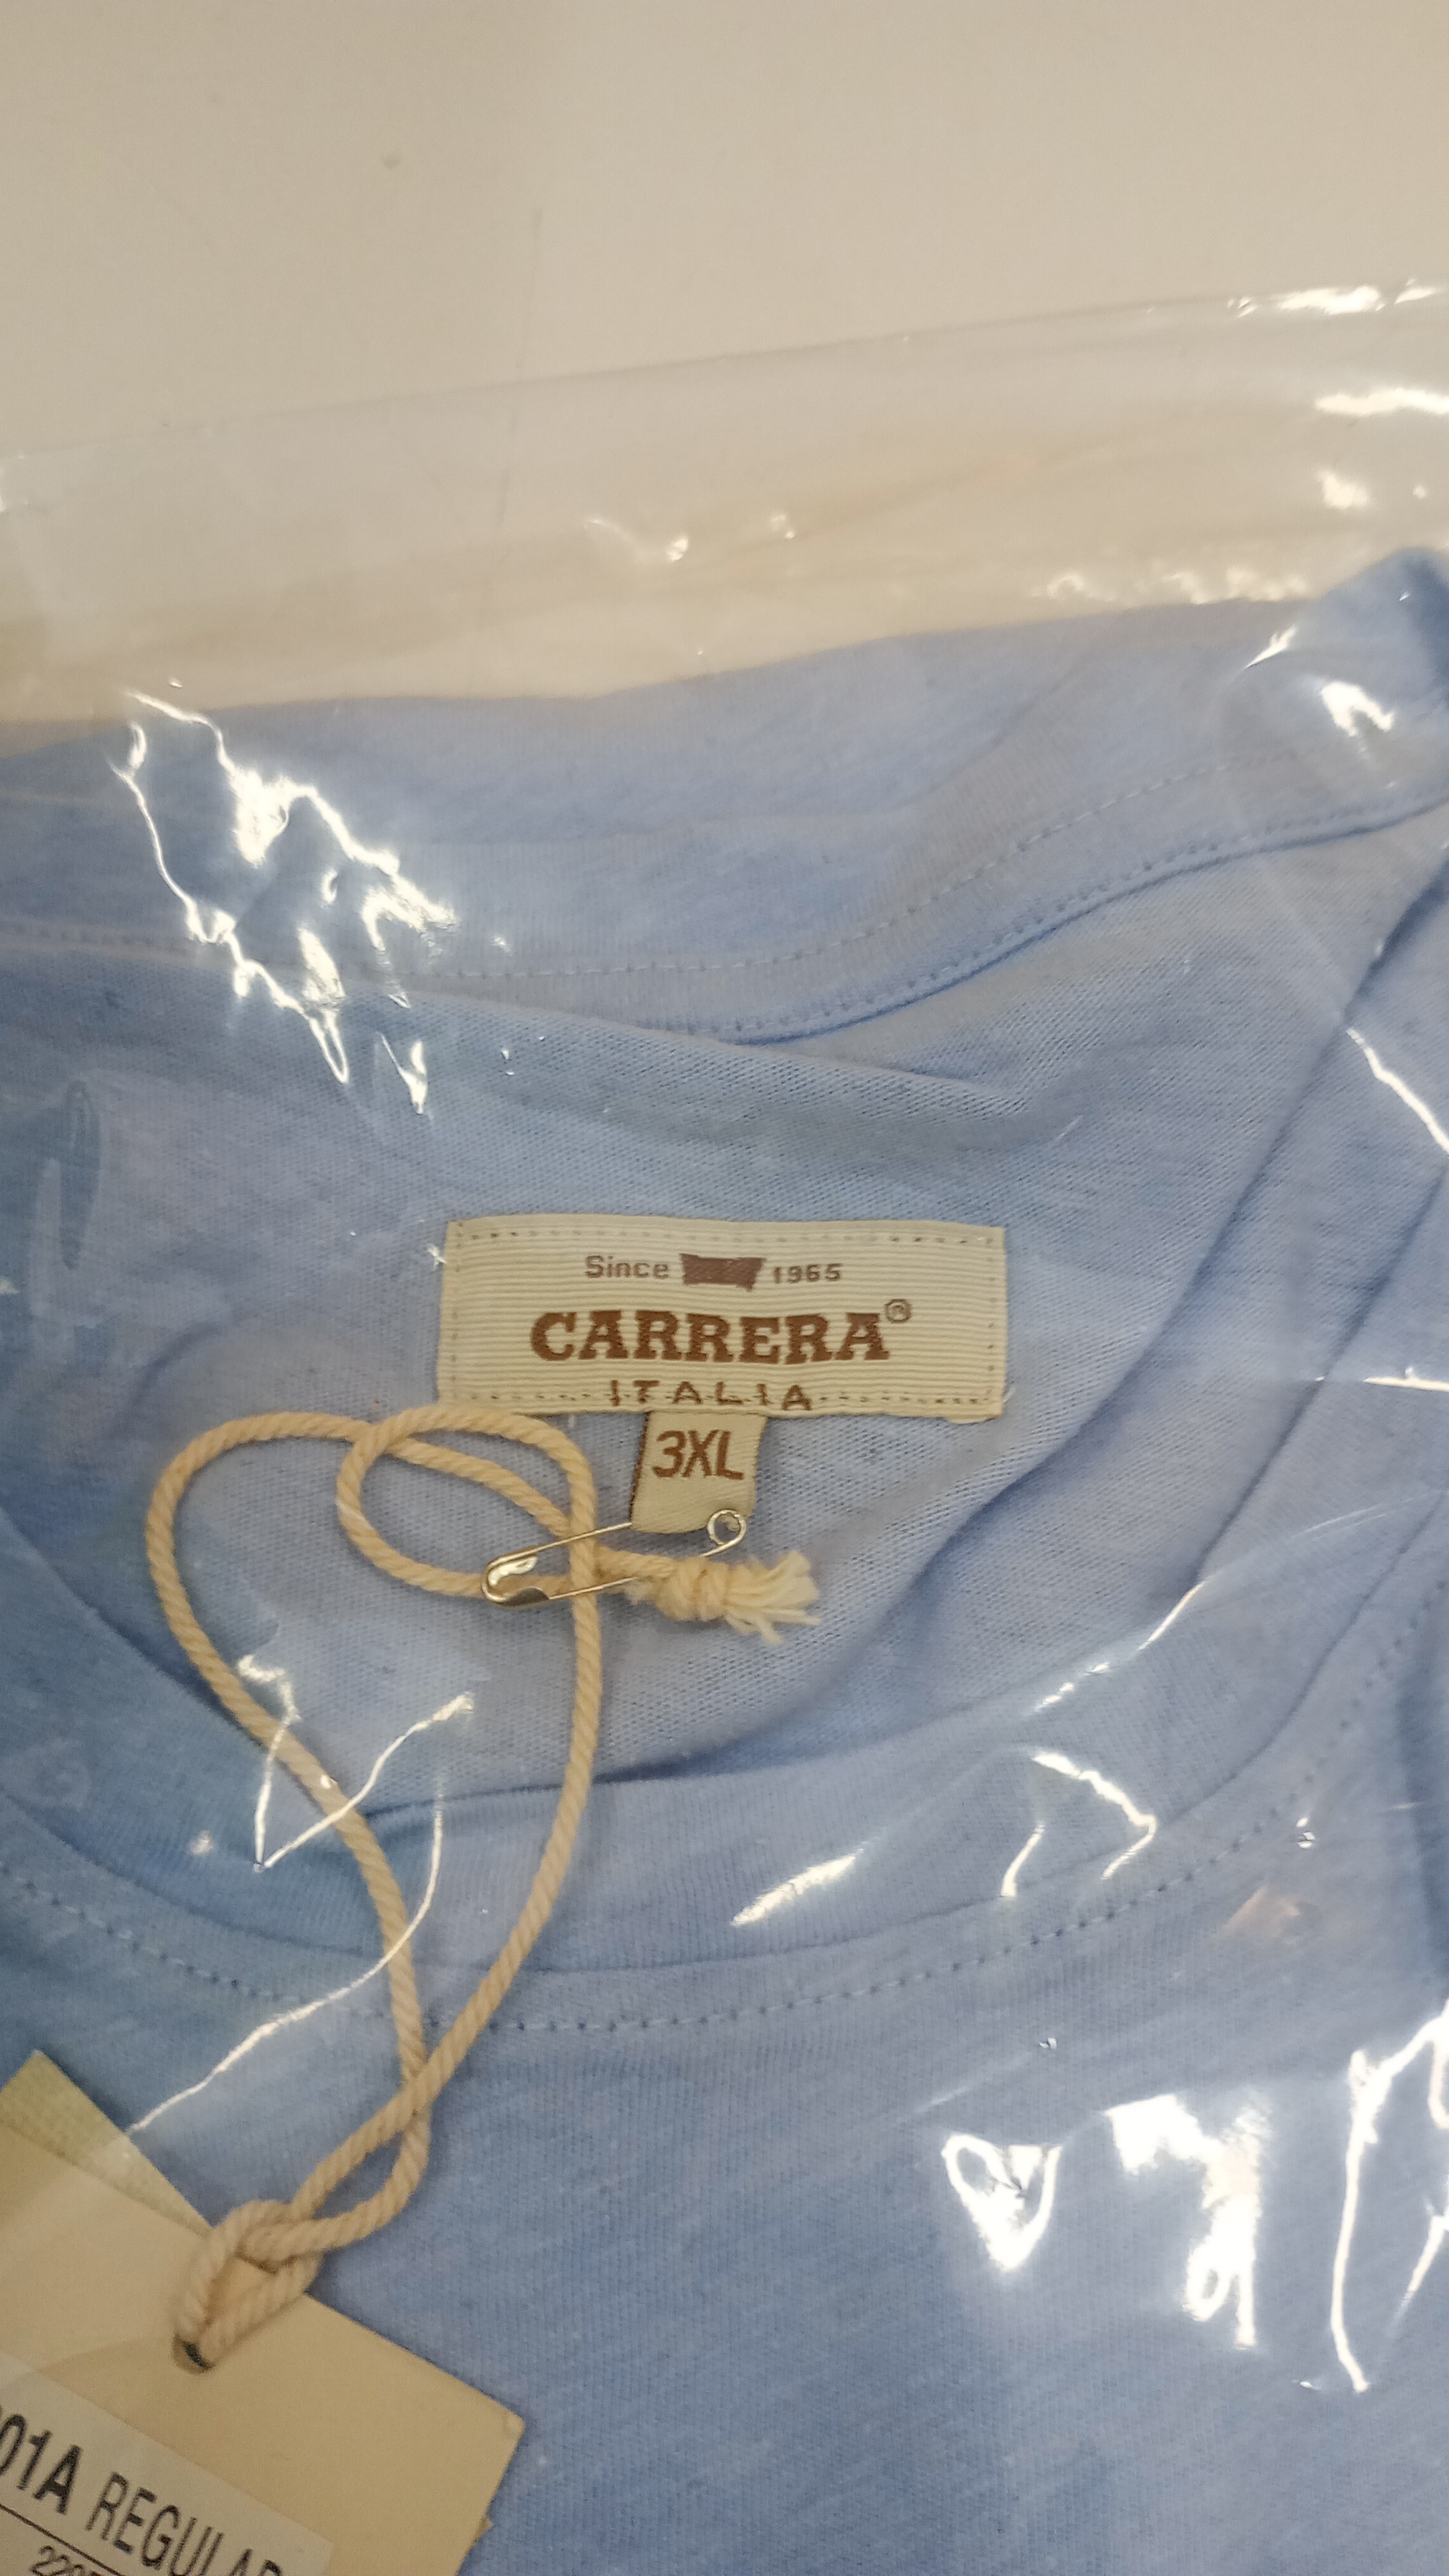 Since 1965
CARRERA®
ITALIA
3XL
01A REGULAR